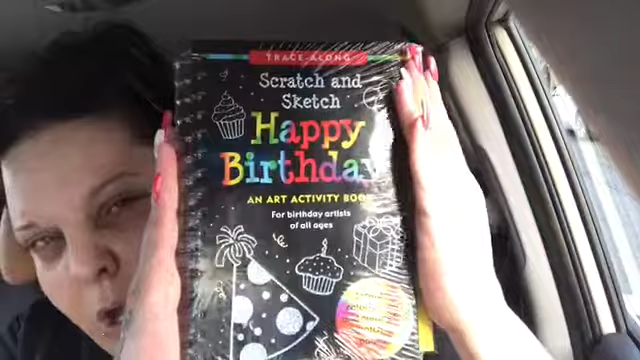 TRACE-ALONG
Scratch and
Sketch
Happy
Birthday
AN ART ACTIVITY BOOK
For birthday artists
of all ages